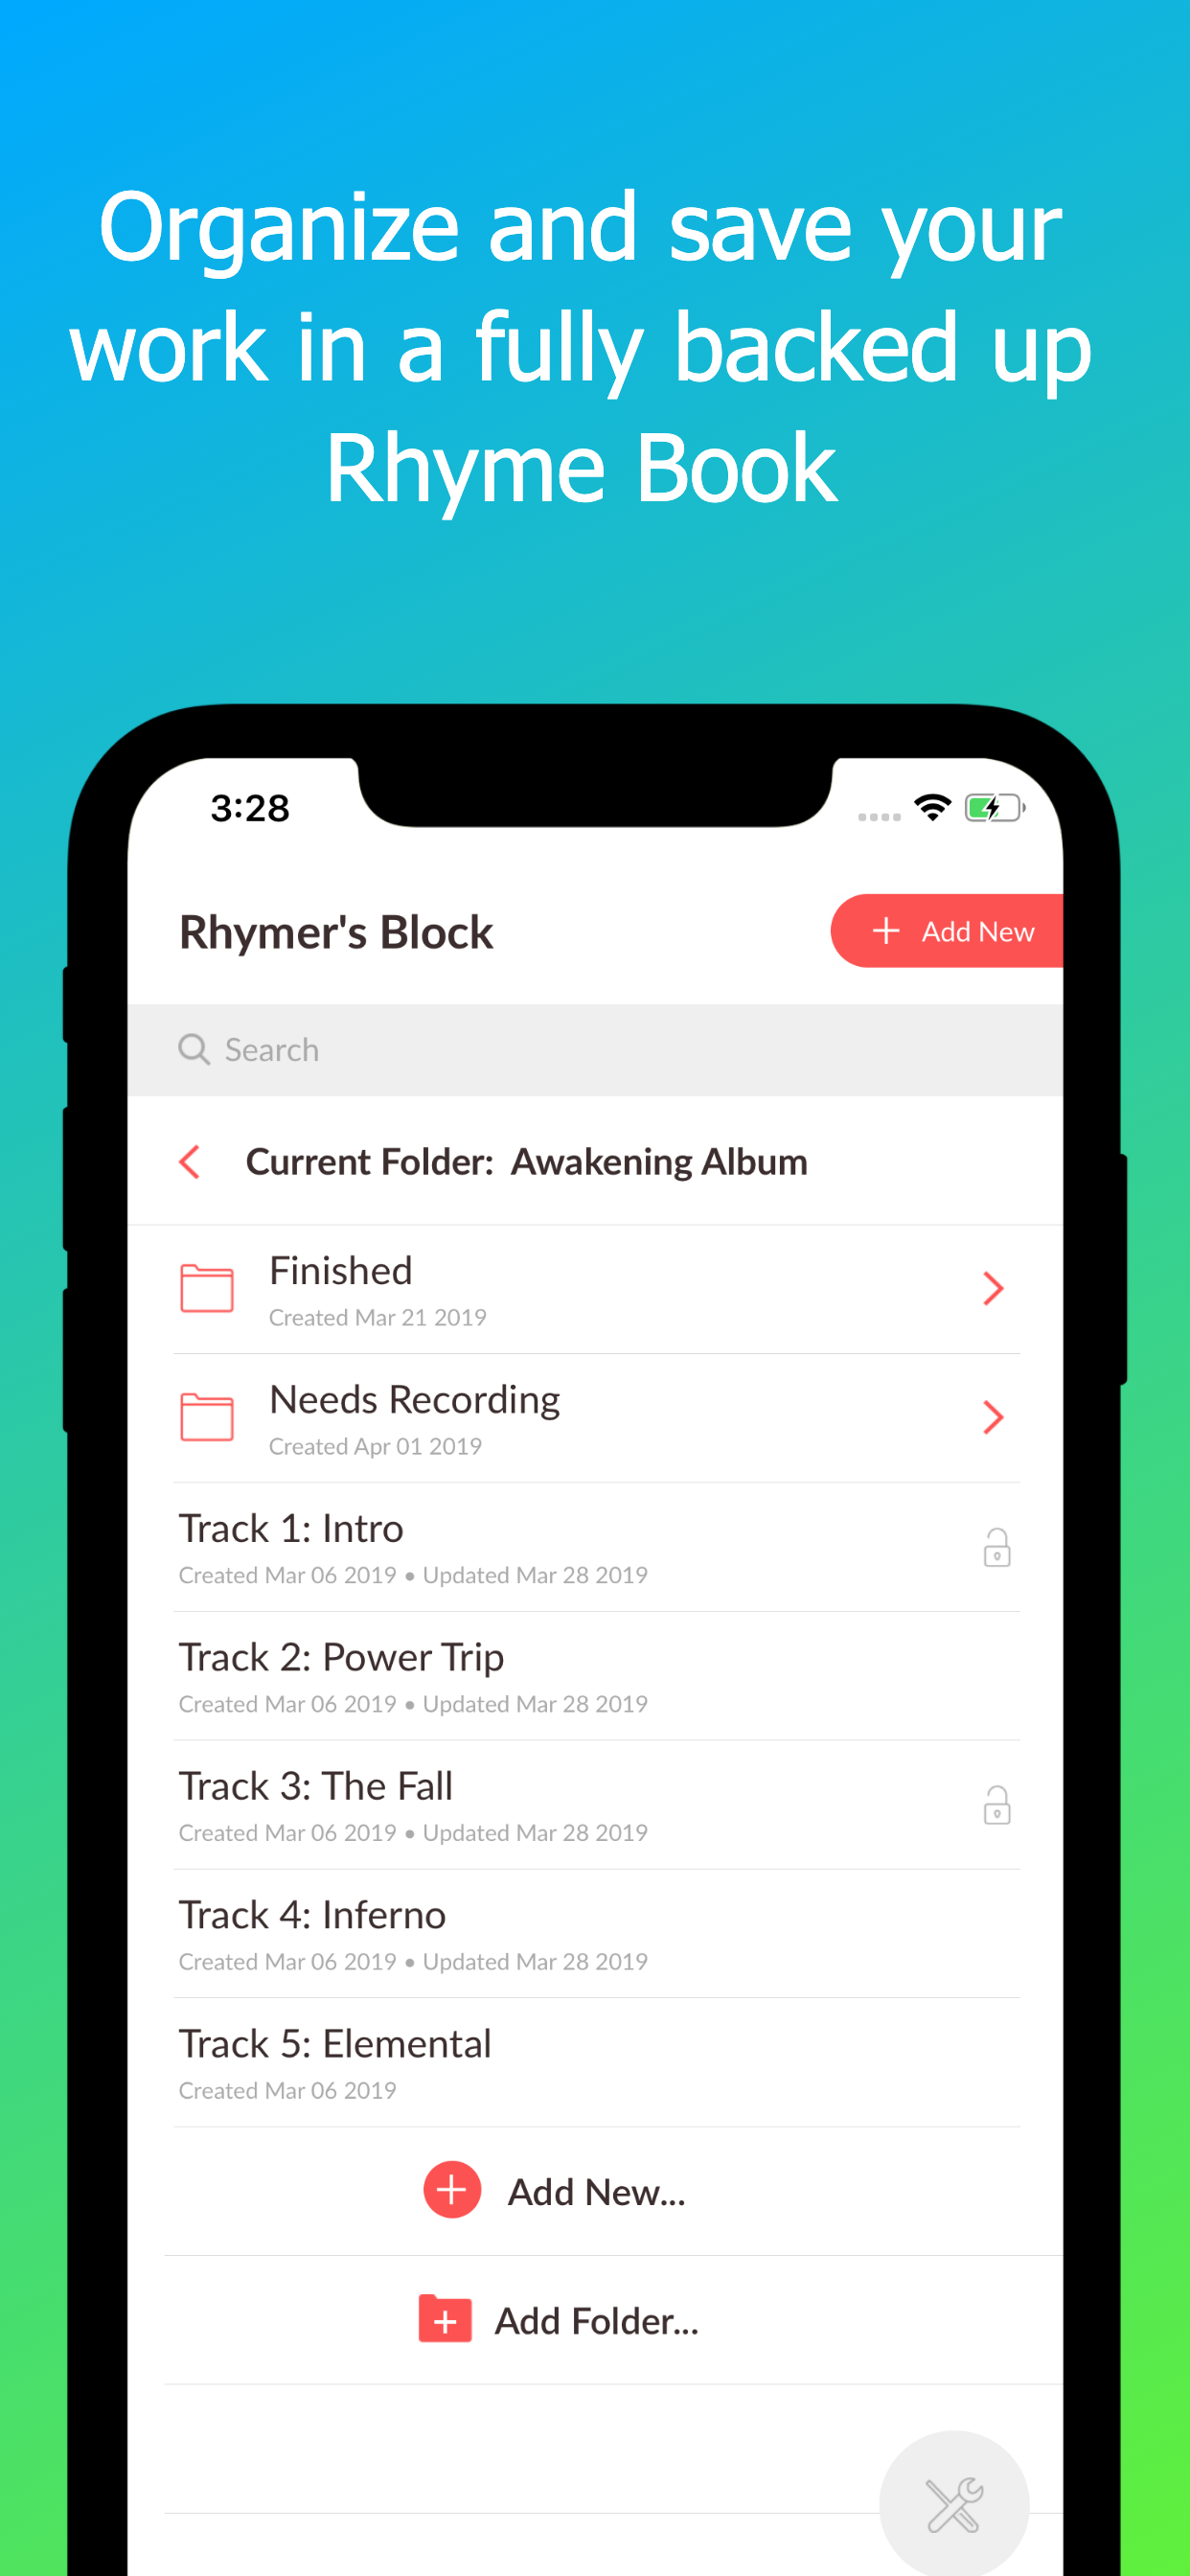 Organize and save your
work in a fully backed up
Rhyme Book
3:28
Rhymer's Block
+ Add New
Search
Current Folder: Awakening Album
Finished
Created Mar 21 2019
Needs Recording
Created Apr 01 2019
Track 1: Intro
Created Mar 06 2019 • Updated Mar 28 2019
Track 2: Power Trip
Created Mar 06 2019 • Updated Mar 28 2019
Track 3: The Fall
Created Mar 06 2019 • Updated Mar 28 2019
Track 4: Inferno
Created Mar 06 2019 • Updated Mar 28 2019
Track 5: Elemental
Created Mar 06 2019
Add New...
Add Folder...